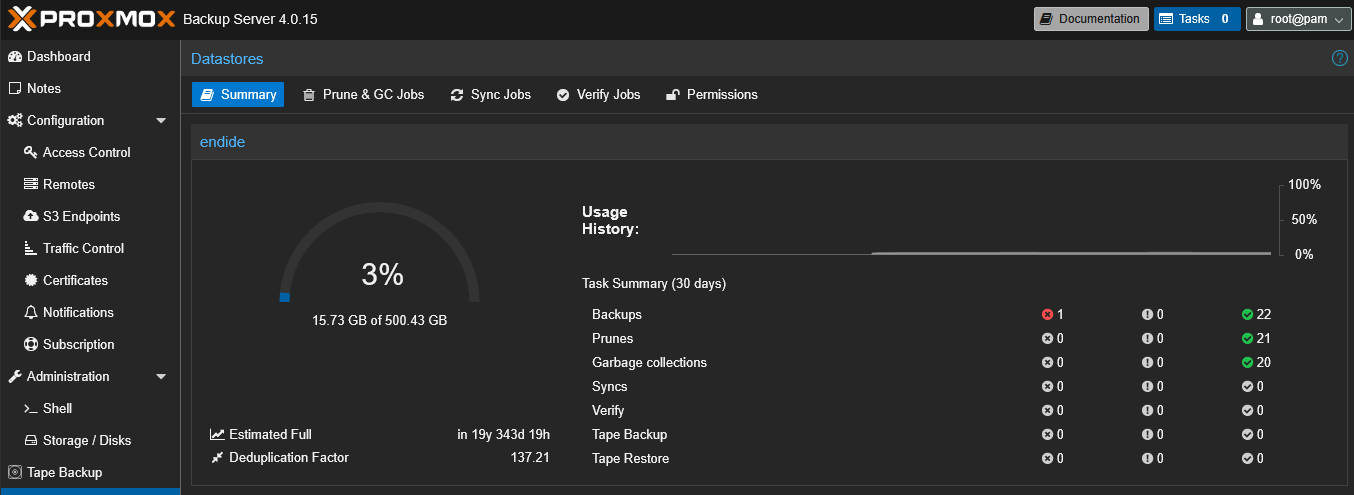 PROXMOX Backup Server 4.0.15
Documentation
Tasks 0
root@pam
Dashboard
Notes
Configuration
Access Control
Remotes
S3 Endpoints
Traffic Control
Certificates
Notifications
Subscription
Administration
Shell
Storage / Disks
Tape Backup
Datastores
Summary
Prune & GC Jobs
Sync Jobs
Verify Jobs
Permissions
endide
3%
15.73 GB of 500.43 GB
Estimated Full in 19y 343d 19h
Deduplication Factor 137.21
Usage
History:
100%
50%
0%
Task Summary (30 days)
Backups 1 0 22
Prunes 0 0 21
Garbage collections 0 0 20
Syncs 0 0 0
Verify 0 0 0
Tape Backup 0 0 0
Tape Restore 0 0 0